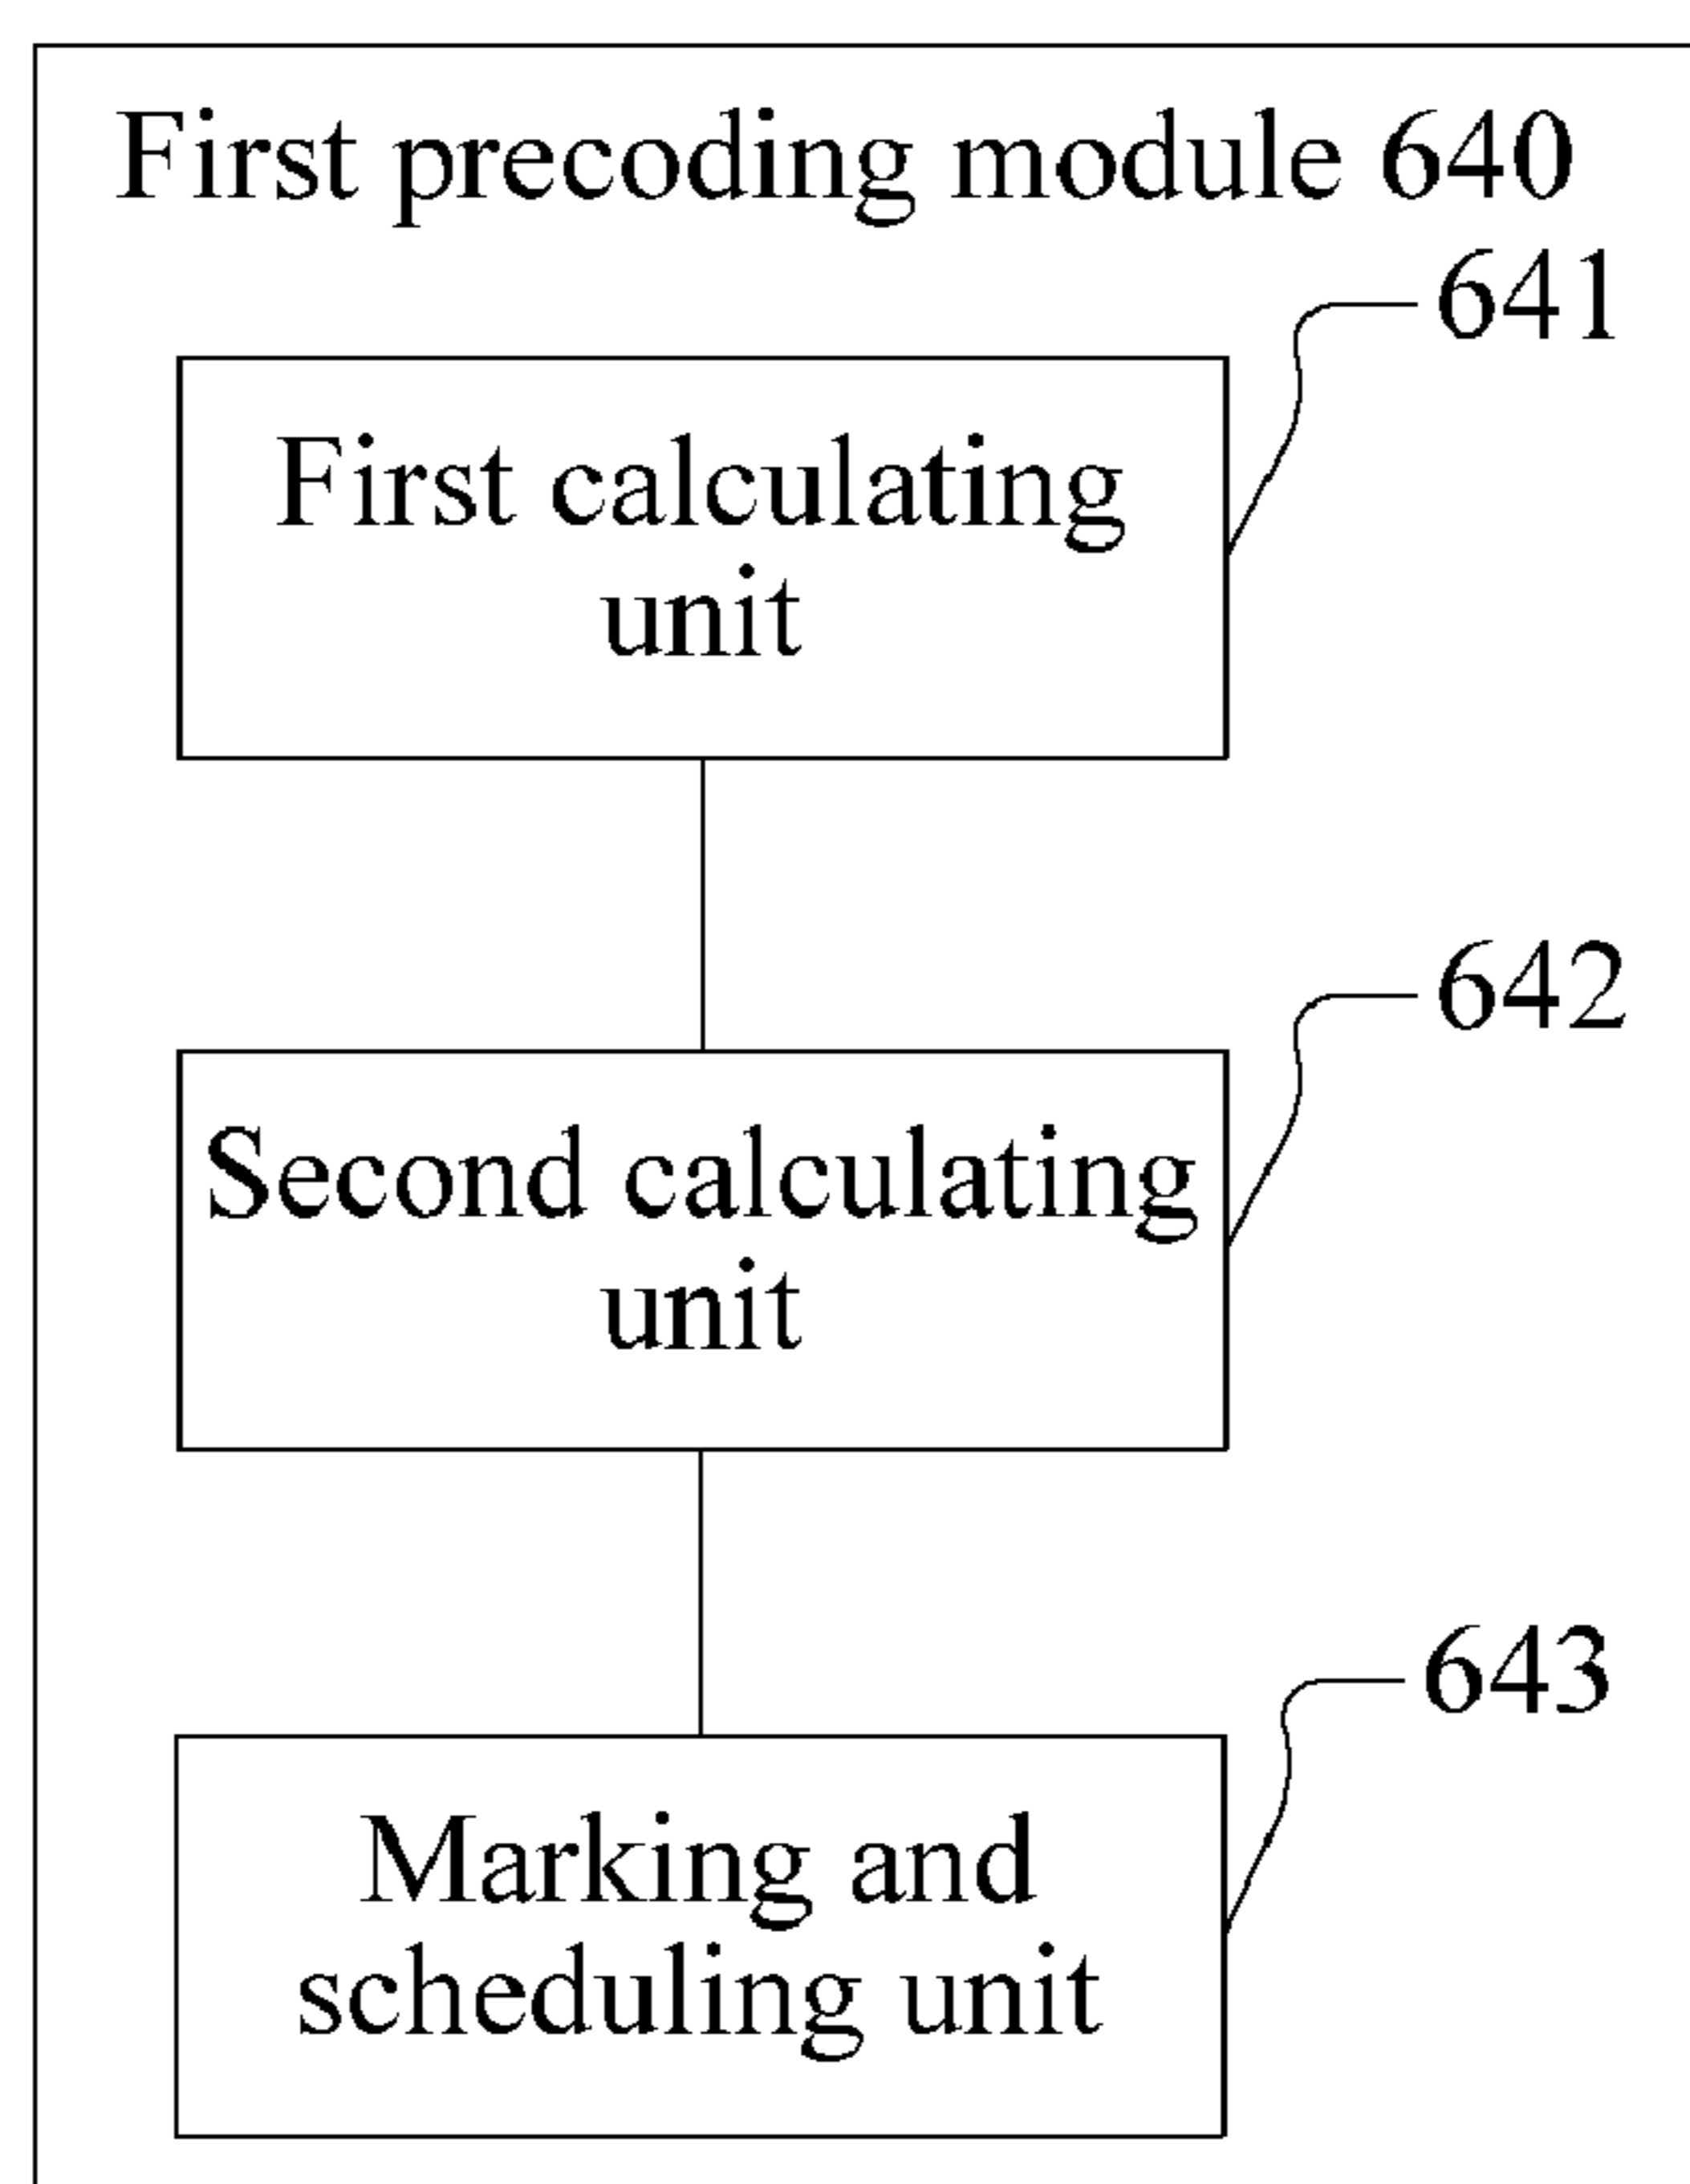 First precoding module 640
641
First calculating
unit
642
Second calculating
unit
643
Marking and
scheduling unit